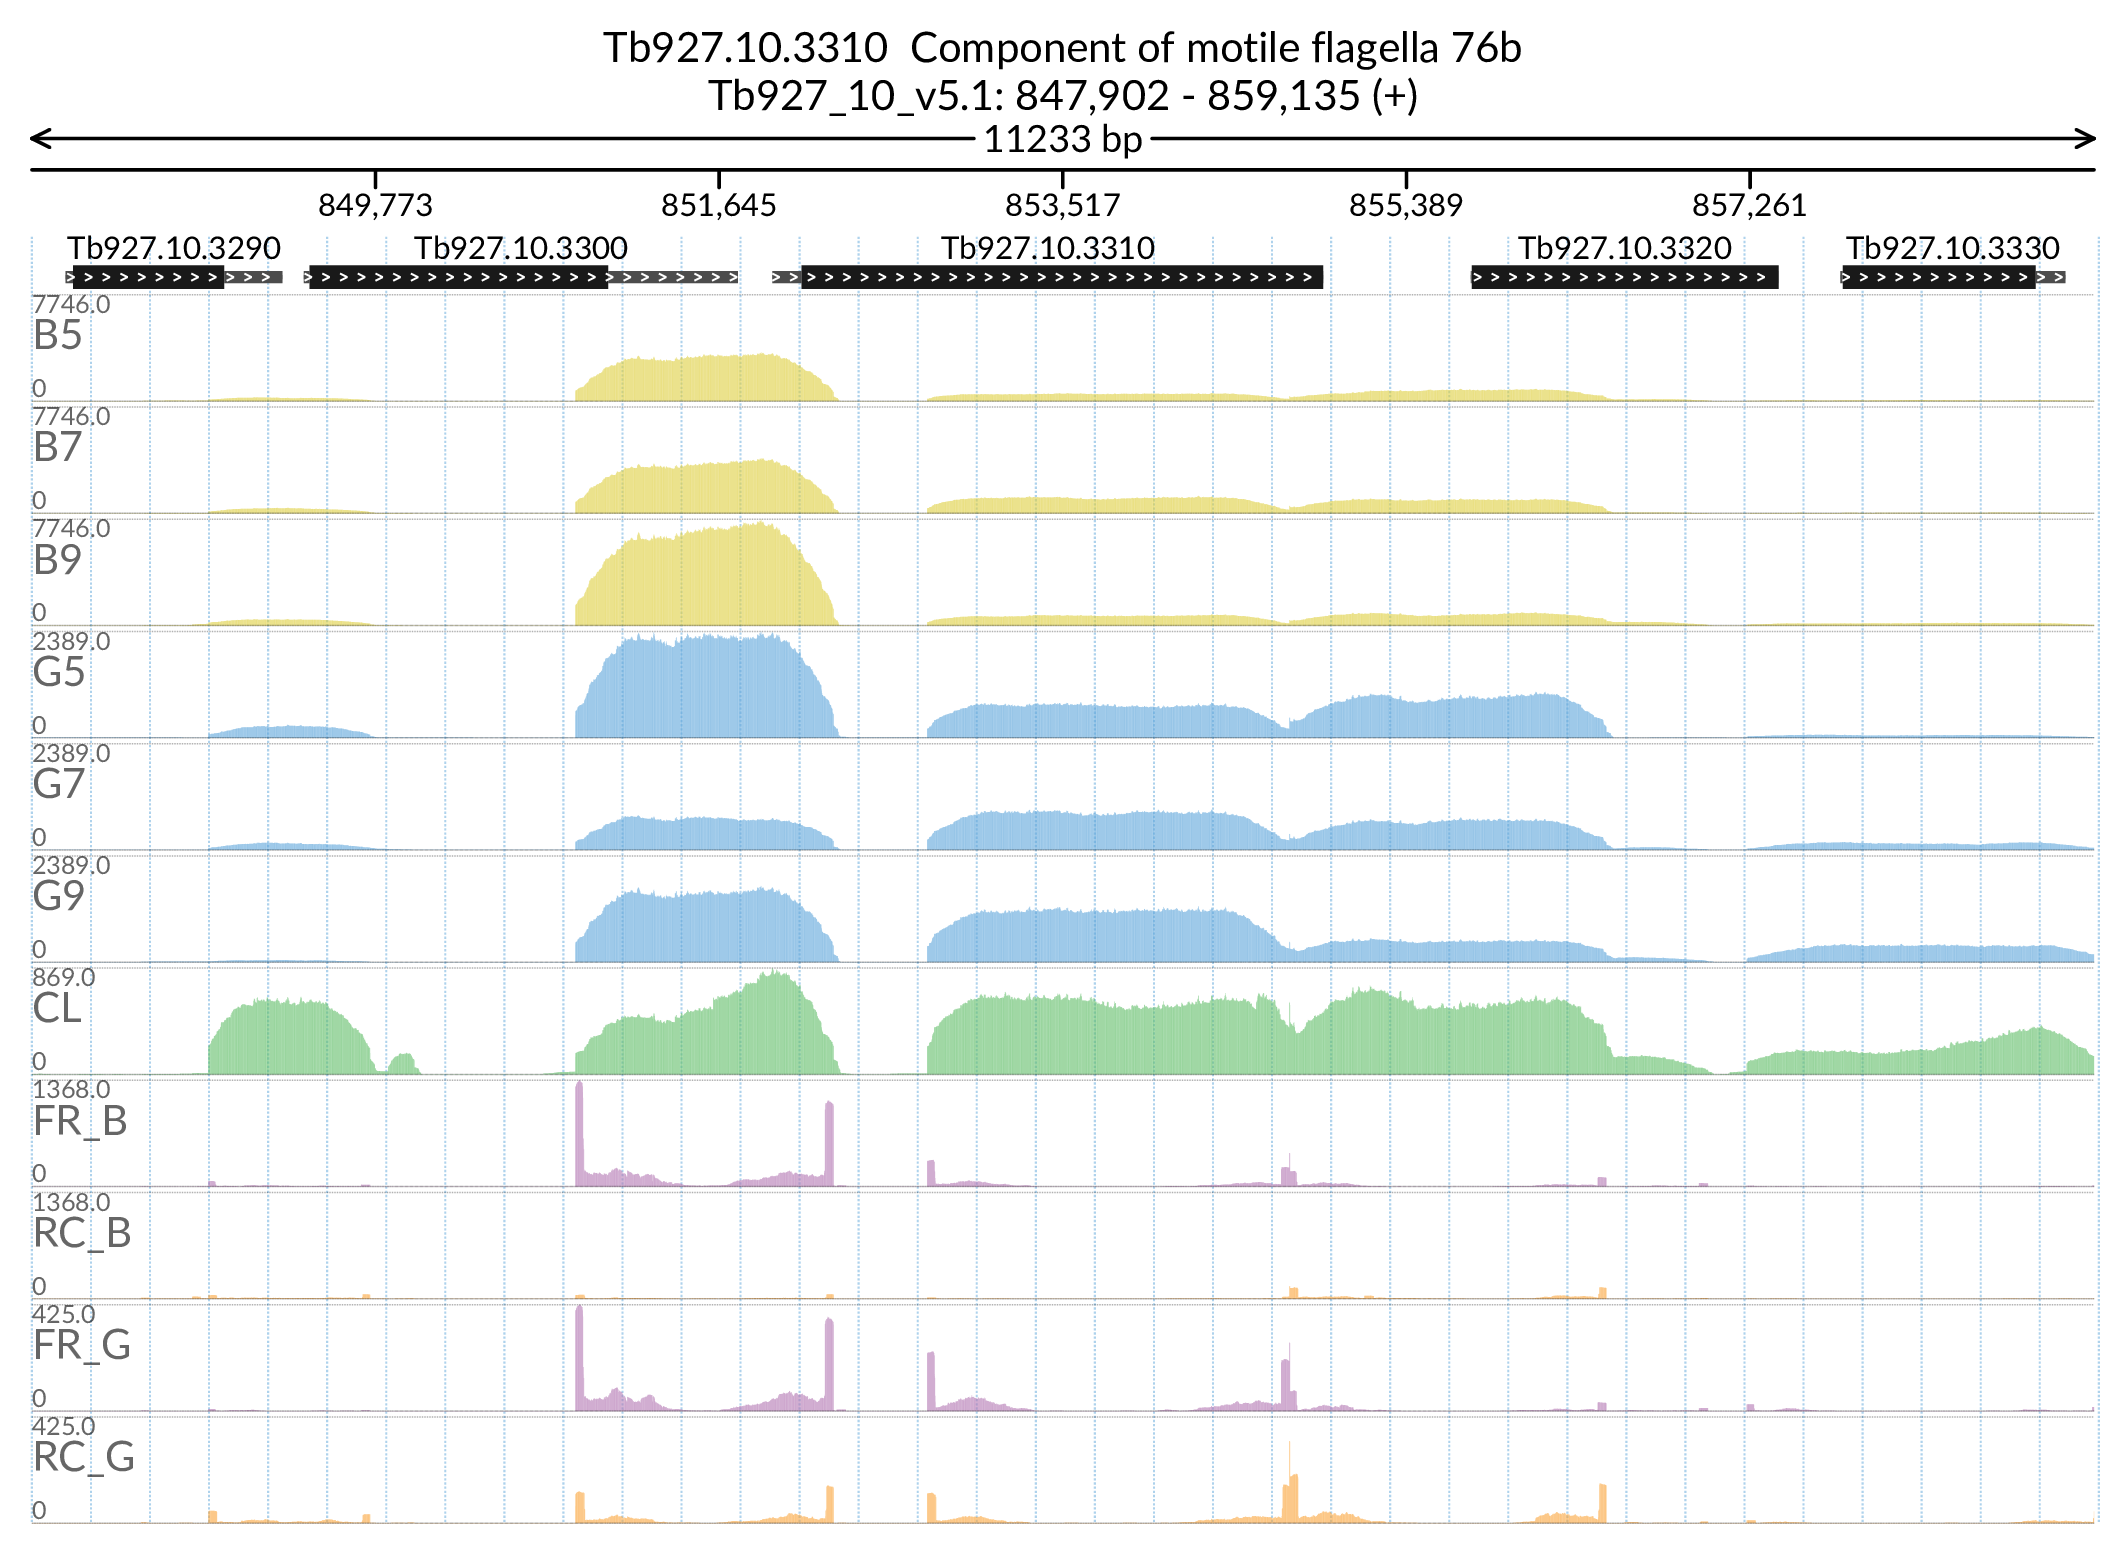 Tb927.10.3310 Component of motile flagella 76b
Tb927_10_v5.1: 847,902 - 859,135 (+)
11233 bp
849,773 851,645 853,517 855,389 857,261
Tb927.10.3290 Tb927.10.3300 Tb927.10.3310 Tb927.10.3320 Tb927.10.3330
7746.0
B5
0
7746.0
B7
0
7746.0
B9
0
2389.0
G5
0
2389.0
G7
0
2389.0
G9
0
869.0
CL
0
1368.0
FR_B
0
1368.0
RC_B
0
425.0
FR_G
0
425.0
RC_G
0